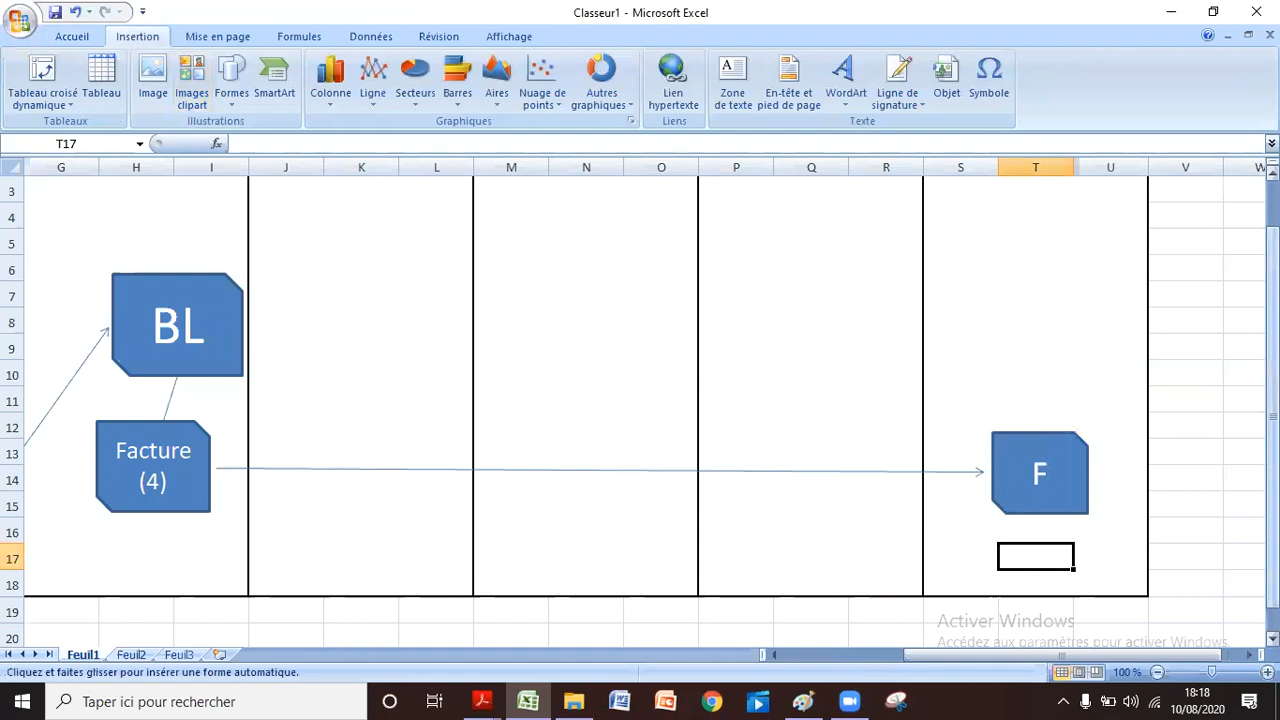 Classeur1 - Microsoft Excel
Accueil Insertion Mise en page Formules Données Révision Affichage
Tableau croisé dynamique
Tableau
Image
Images clipart
Formes
SmartArt
Colonne
Ligne
Secteurs
Barres
Aires
Nuage de points
Autres graphiques
Lien hypertexte
Zone de texte
En-tête et pied de page
WordArt
Ligne de signature
Objet
Symbole
Tableaux Illustrations Graphiques Liens Texte
T17 fx
G H I J K L M N O P Q R S T U V W
3
4
5
6
7
8
9
10
11
12
13
14
15
16
17
18
19
20
BL
Facture
(4)
F
Activer Windows
Accédez aux paramètres pour activer Windows.
Feuil1 Feuil2 Feuil3
Cliquez et faites glisser pour insérer une forme automatique.
100 %
Taper ici pour rechercher
18:18
10/08/2020